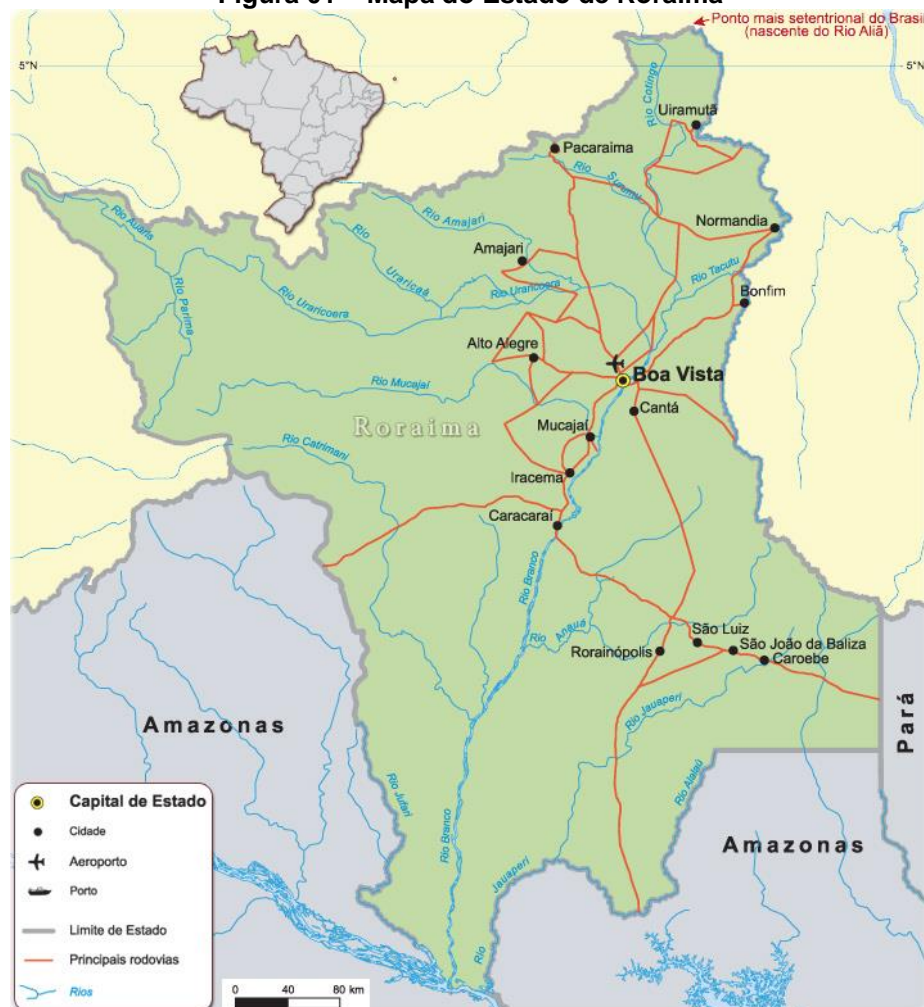 Figura 01 – Mapa do Estado de Roraima
Ponto mais setentrional do Brasil
(nascente do Rio Ailã)
5°N
5°N
Rio Cotingo
Uiramutã
Pacaraima
Rio Surumu
Normandia
Rio Auaris
Rio Amajari
Amajari
Rio Uraricaá
Rio Tacutu
Rio Parima
Rio Uraricoera
Rio Uraricoera
Bonfim
Alto Alegre
Boa Vista
Rio Mucajaí
Cantá
Roraima
Mucajaí
Rio Catrimani
Iracema
Caracaraí
Rio Branco
Rio Anauá
São Luiz
Rorainópolis
São João da Baliza
Caroebe
Amazonas
Rio Jauaperi
Pará
Rio Jufari
Rio Alalaú
Rio Branco
Amazonas
Rio Jauaperi
Capital de Estado
Cidade
Aeroporto
Porto
Limite de Estado
Principais rodovias
Rios
0 40 80 km